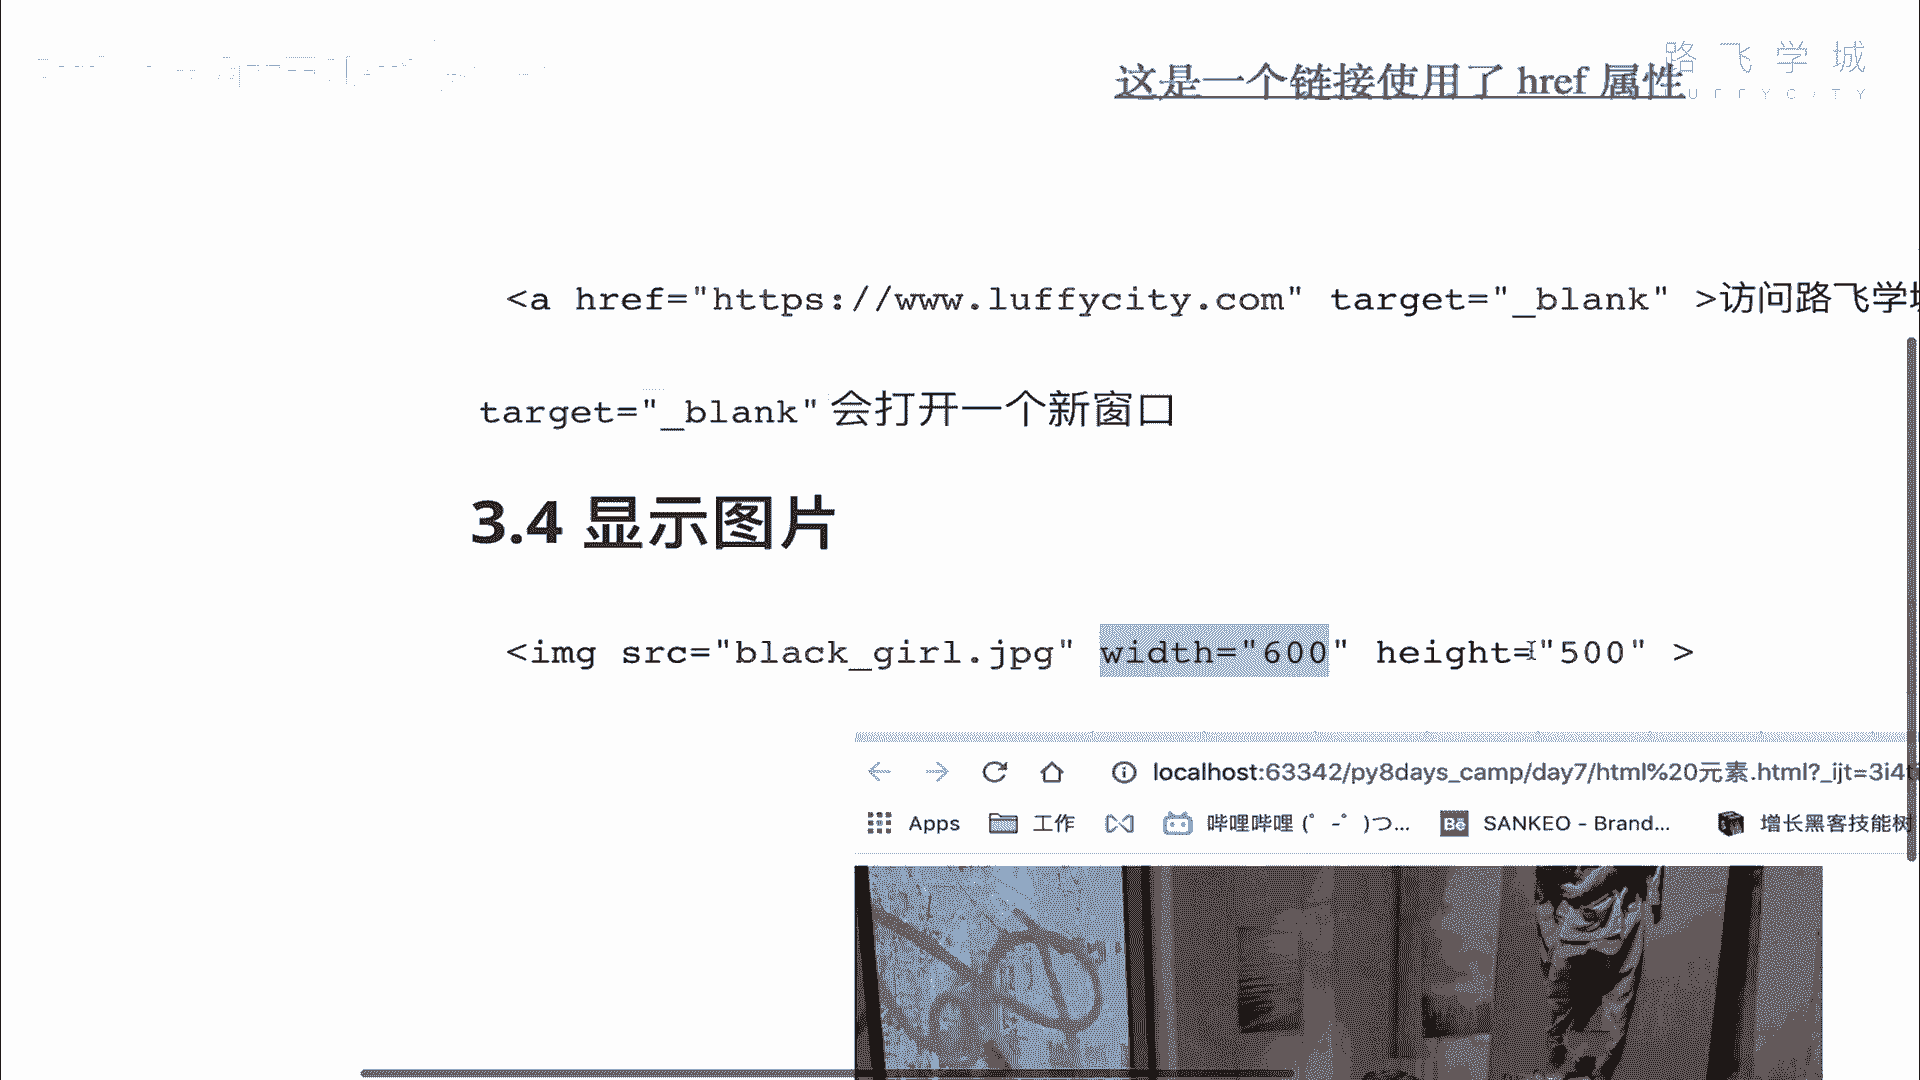 路飞学城
这是一个链接使用了 href 属性
LUFFYCITY
<a href="https://www.luffycity.com" target="_blank" >访问路飞学
target="_blank" 会打开一个新窗口
3.4 显示图片
<img src="black_girl.jpg" width="600" height="500" >
localhost:63342/py8days_camp/day7/html%20元素.html?_ijt=3i4
Apps 工作 哔哩哔哩 (゜-゜)つ... Bē SANKEO - Brand... 增长黑客技能树